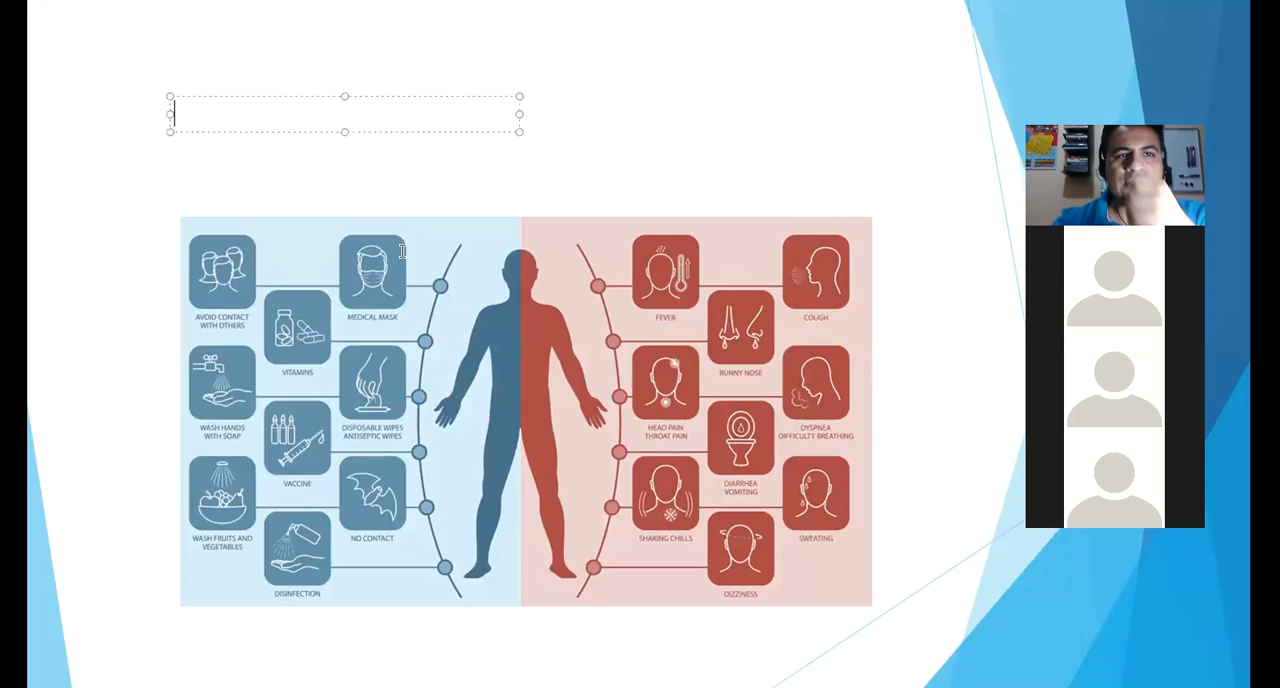 AVOID CONTACT
WITH OTHERS
MEDICAL MASK
VITAMINS
WASH HANDS
WITH SOAP
DISPOSABLE WIPES
ANTISEPTIC WIPES
VACCINE
WASH FRUITS AND
VEGETABLES
NO CONTACT
DISINFECTION
FEVER
COUGH
RUNNY NOSE
HEAD PAIN
THROAT PAIN
DYSPNEA
DIFFICULTY BREATHING
DIARRHEA
VOMITING
SHAKING CHILLS
SWEATING
DIZZINESS